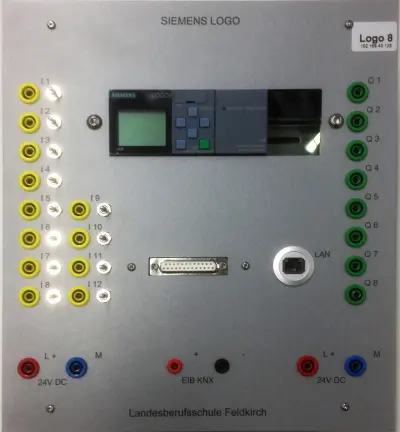 SIEMENS LOGO
Logo 8
SIEMENS
I 1
I 2
I 3
I 4
I 5
I 6
I 7
I 8
I 9
I 10
I 11
I 12
Q 1
Q 2
Q 3
Q 4
Q 5
Q 6
Q 7
Q 8
LAN
L +
M
24V DC
+
-
EIB KNX
L +
M
24V DC
Landesberufsschule Feldkirch